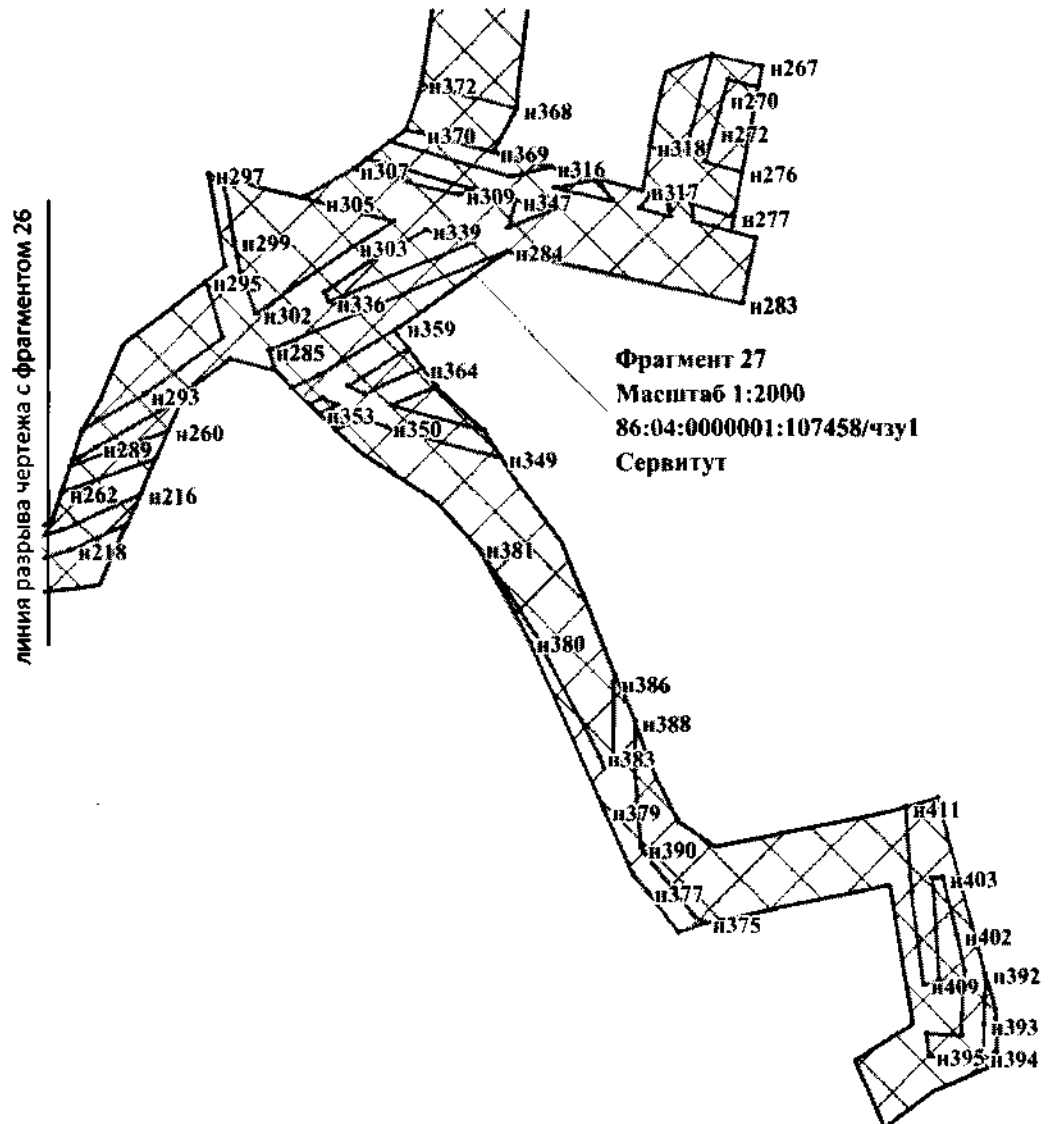 н372
н267
н270
н368
н272
н370
н318
н369
н307
н316
н276
н297
н309
н317
н305
н347
н277
н299
н339
н303
н284
н295
н336
н283
н302
н359
н285
Фрагмент 27
Масштаб 1:2000
86:04:0000001:107458/чзу1
Сервитут
н364
н293
н353
н350
н260
н289
н349
н262
н216
н218
линия разрыва чертежа с фрагментом 26
н381
н380
н386
н388
н383
н379
н411
н390
н403
н377
н375
н402
н392
н409
н393
н395
н394